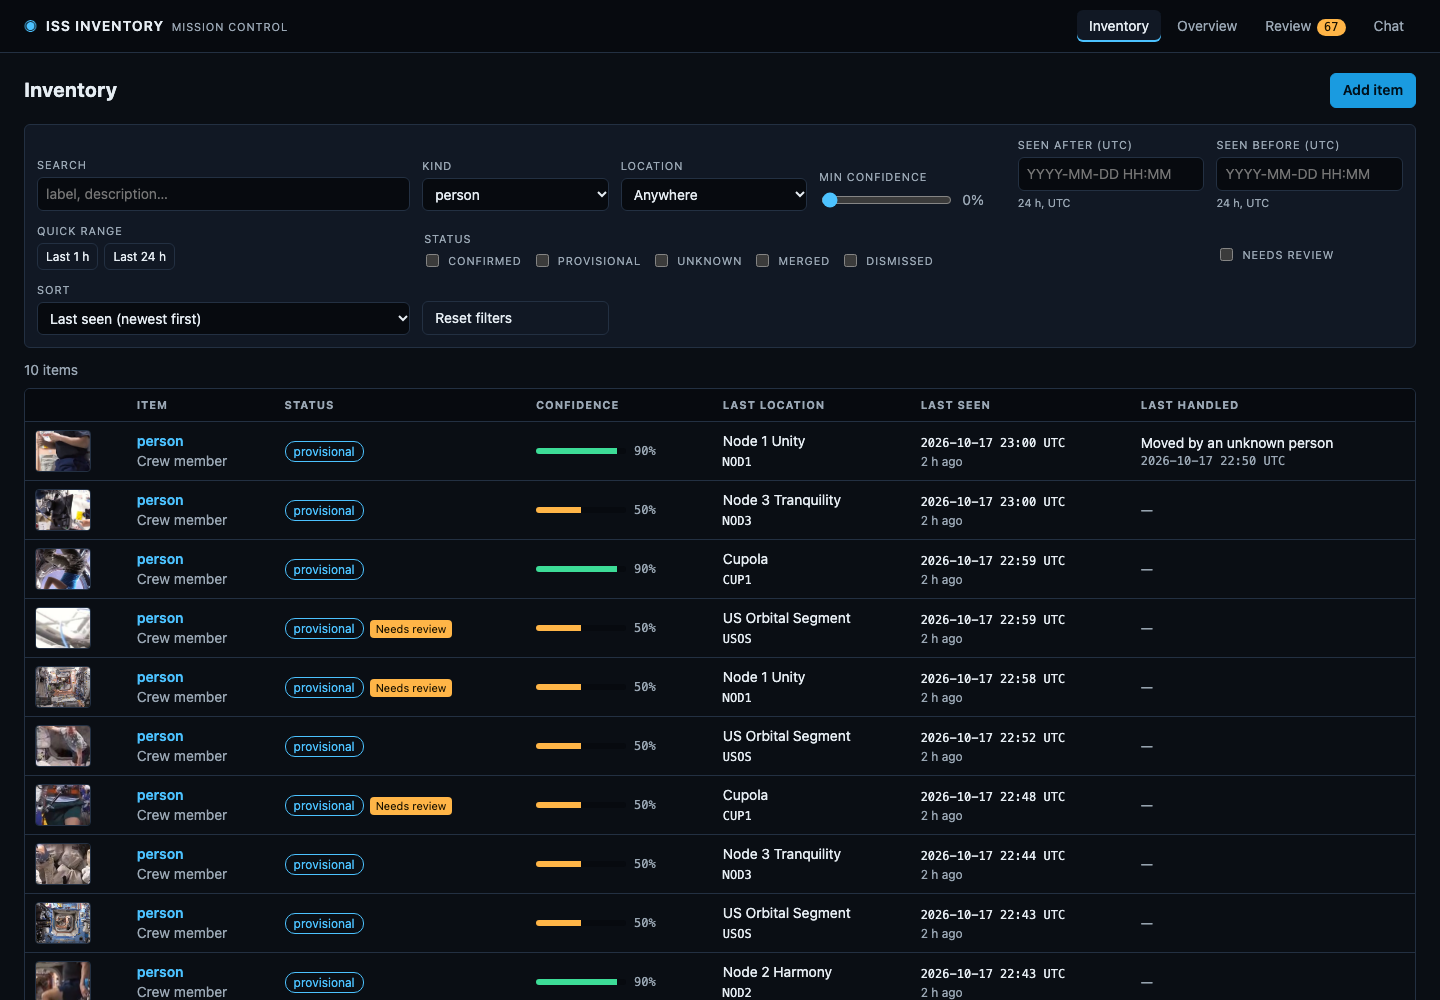 ISS INVENTORY MISSION CONTROL
Inventory Overview Review 67 Chat
Inventory
Add item
SEARCH
label, description...
KIND
person
LOCATION
Anywhere
MIN CONFIDENCE
0%
SEEN AFTER (UTC)
YYYY-MM-DD HH:MM
24 h, UTC
SEEN BEFORE (UTC)
YYYY-MM-DD HH:MM
24 h, UTC
QUICK RANGE
Last 1 h Last 24 h
STATUS
CONFIRMED PROVISIONAL UNKNOWN MERGED DISMISSED
NEEDS REVIEW
SORT
Last seen (newest first)
Reset filters
10 items
ITEM STATUS CONFIDENCE LAST LOCATION LAST SEEN LAST HANDLED
person provisional 90% Node 1 Unity 2026-10-17 23:00 UTC Moved by an unknown person
Crew member NOD1 2 h ago 2026-10-17 22:50 UTC
person provisional 50% Node 3 Tranquility 2026-10-17 23:00 UTC —
Crew member NOD3 2 h ago
person provisional 90% Cupola 2026-10-17 22:59 UTC —
Crew member CUP1 2 h ago
person provisional Needs review 50% US Orbital Segment 2026-10-17 22:59 UTC —
Crew member USOS 2 h ago
person provisional Needs review 50% Node 1 Unity 2026-10-17 22:58 UTC —
Crew member NOD1 2 h ago
person provisional 50% US Orbital Segment 2026-10-17 22:52 UTC —
Crew member USOS 2 h ago
person provisional Needs review 50% Cupola 2026-10-17 22:48 UTC —
Crew member CUP1 2 h ago
person provisional 50% Node 3 Tranquility 2026-10-17 22:44 UTC —
Crew member NOD3 2 h ago
person provisional 50% US Orbital Segment 2026-10-17 22:43 UTC —
Crew member USOS 2 h ago
person provisional 90% Node 2 Harmony 2026-10-17 22:43 UTC —
Crew member NOD2 2 h ago